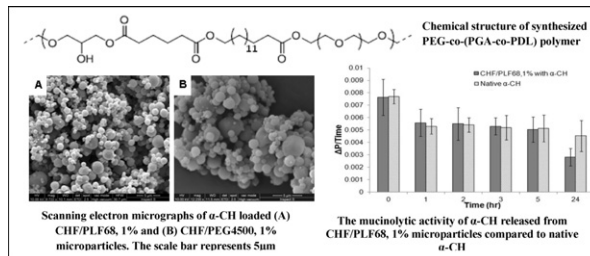 Chemical structure of synthesized
PEG-co-(PGA-co-PDL) polymer
O
O
O
O
O
O
O
O
O
OH
11
A
B
0.01
0.009
0.008
0.007
0.006
0.005
0.004
0.003
0.002
0.001
0
ΔP/Time
CHF/PLF68,1% with α-CH
Native α-CH
0
1
2
3
5
24
Time (hr)
Scanning electron micrographs of α-CH loaded (A)
CHF/PLF68, 1% and (B) CHF/PEG4500, 1%
microparticles. The scale bar represents 5μm
The mucinolytic activity of α-CH released from
CHF/PLF68, 1% microparticles compared to native
α-CH